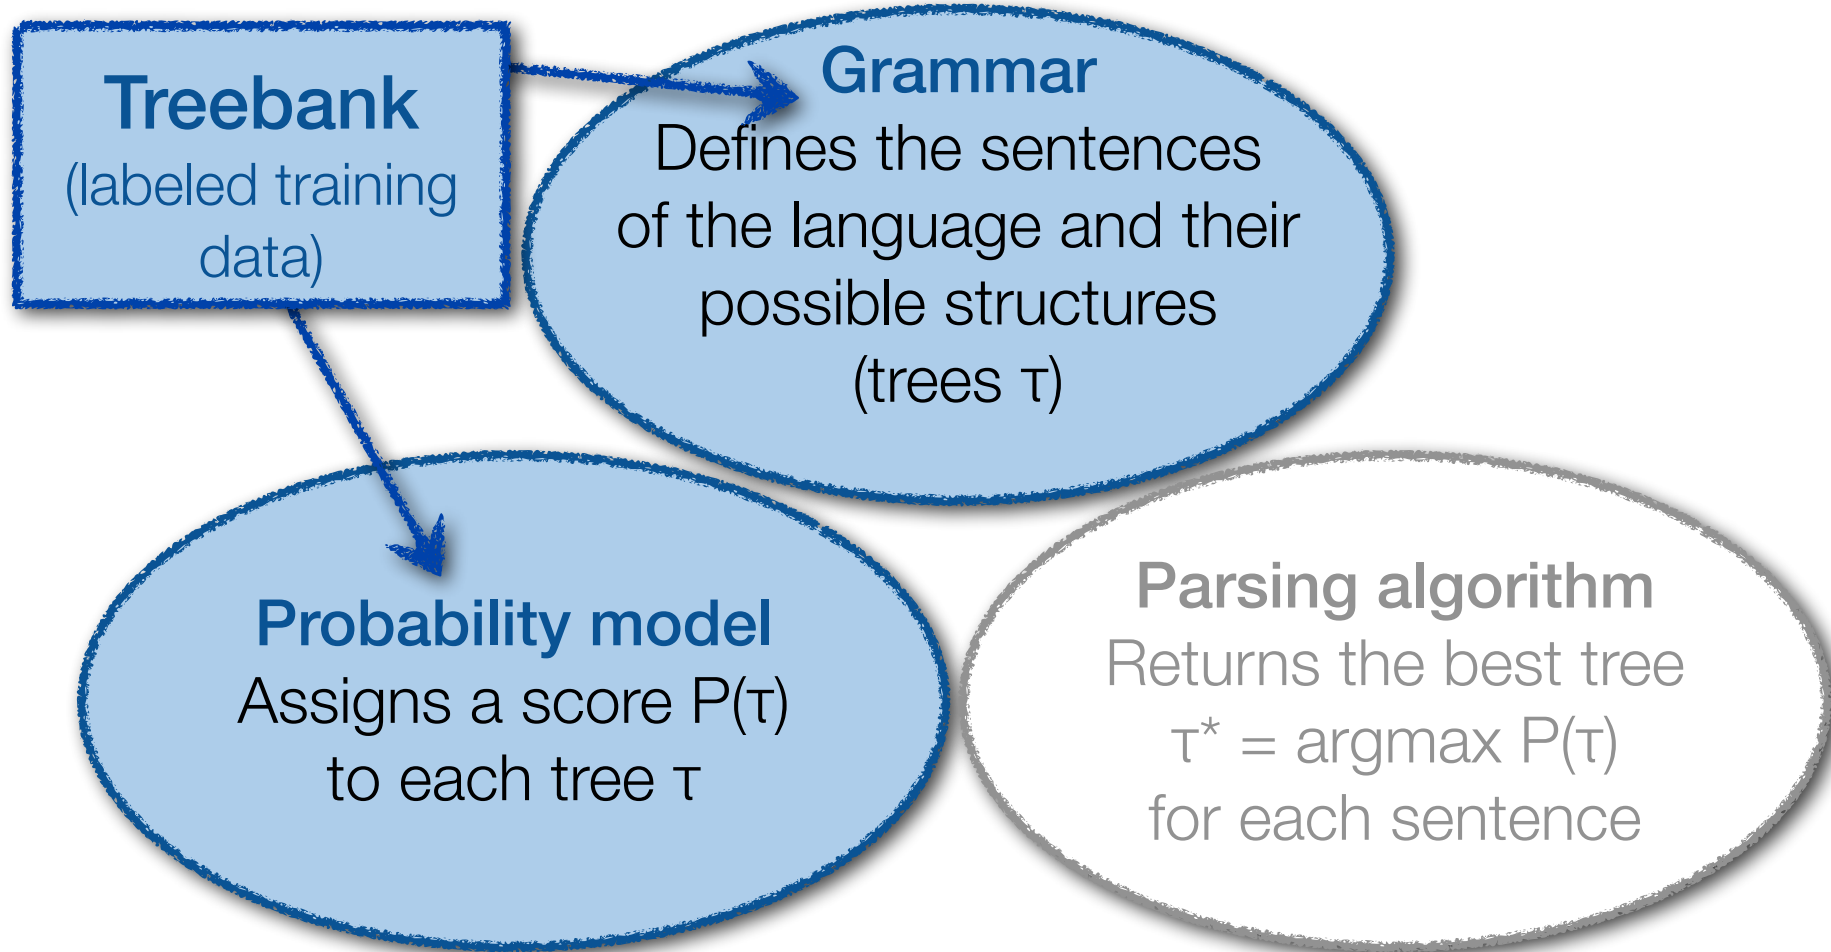 Treebank
(labeled training
data)
Grammar
Defines the sentences
of the language and their
possible structures
(trees τ)
Probability model
Assigns a score P(τ)
to each tree τ
Parsing algorithm
Returns the best tree
τ* = argmax P(τ)
for each sentence